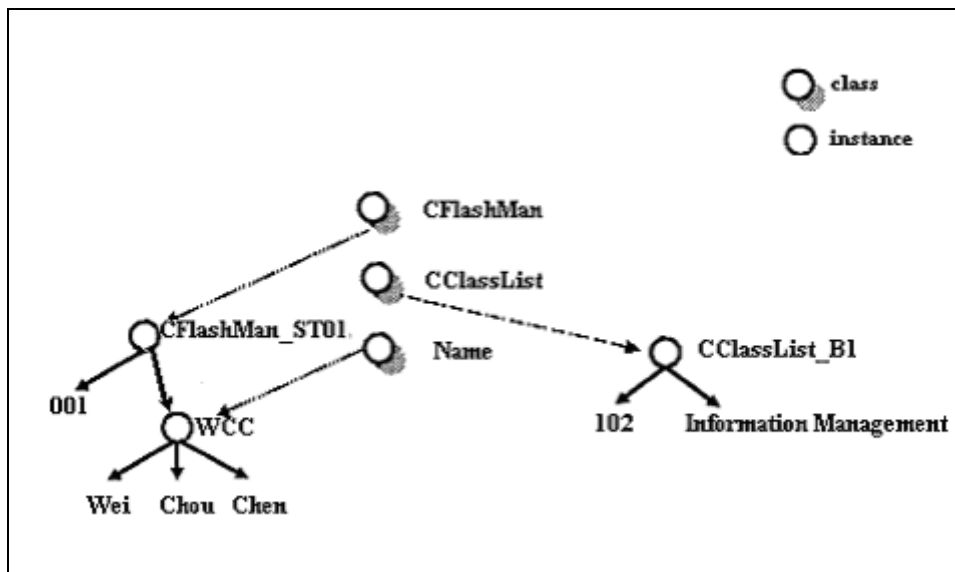 class
instance
CFlashMan
CClassList
CFlashMan_ST01
Name
CClassList_B1
001
102
Information Management
WCC
Wei
Chou
Chen